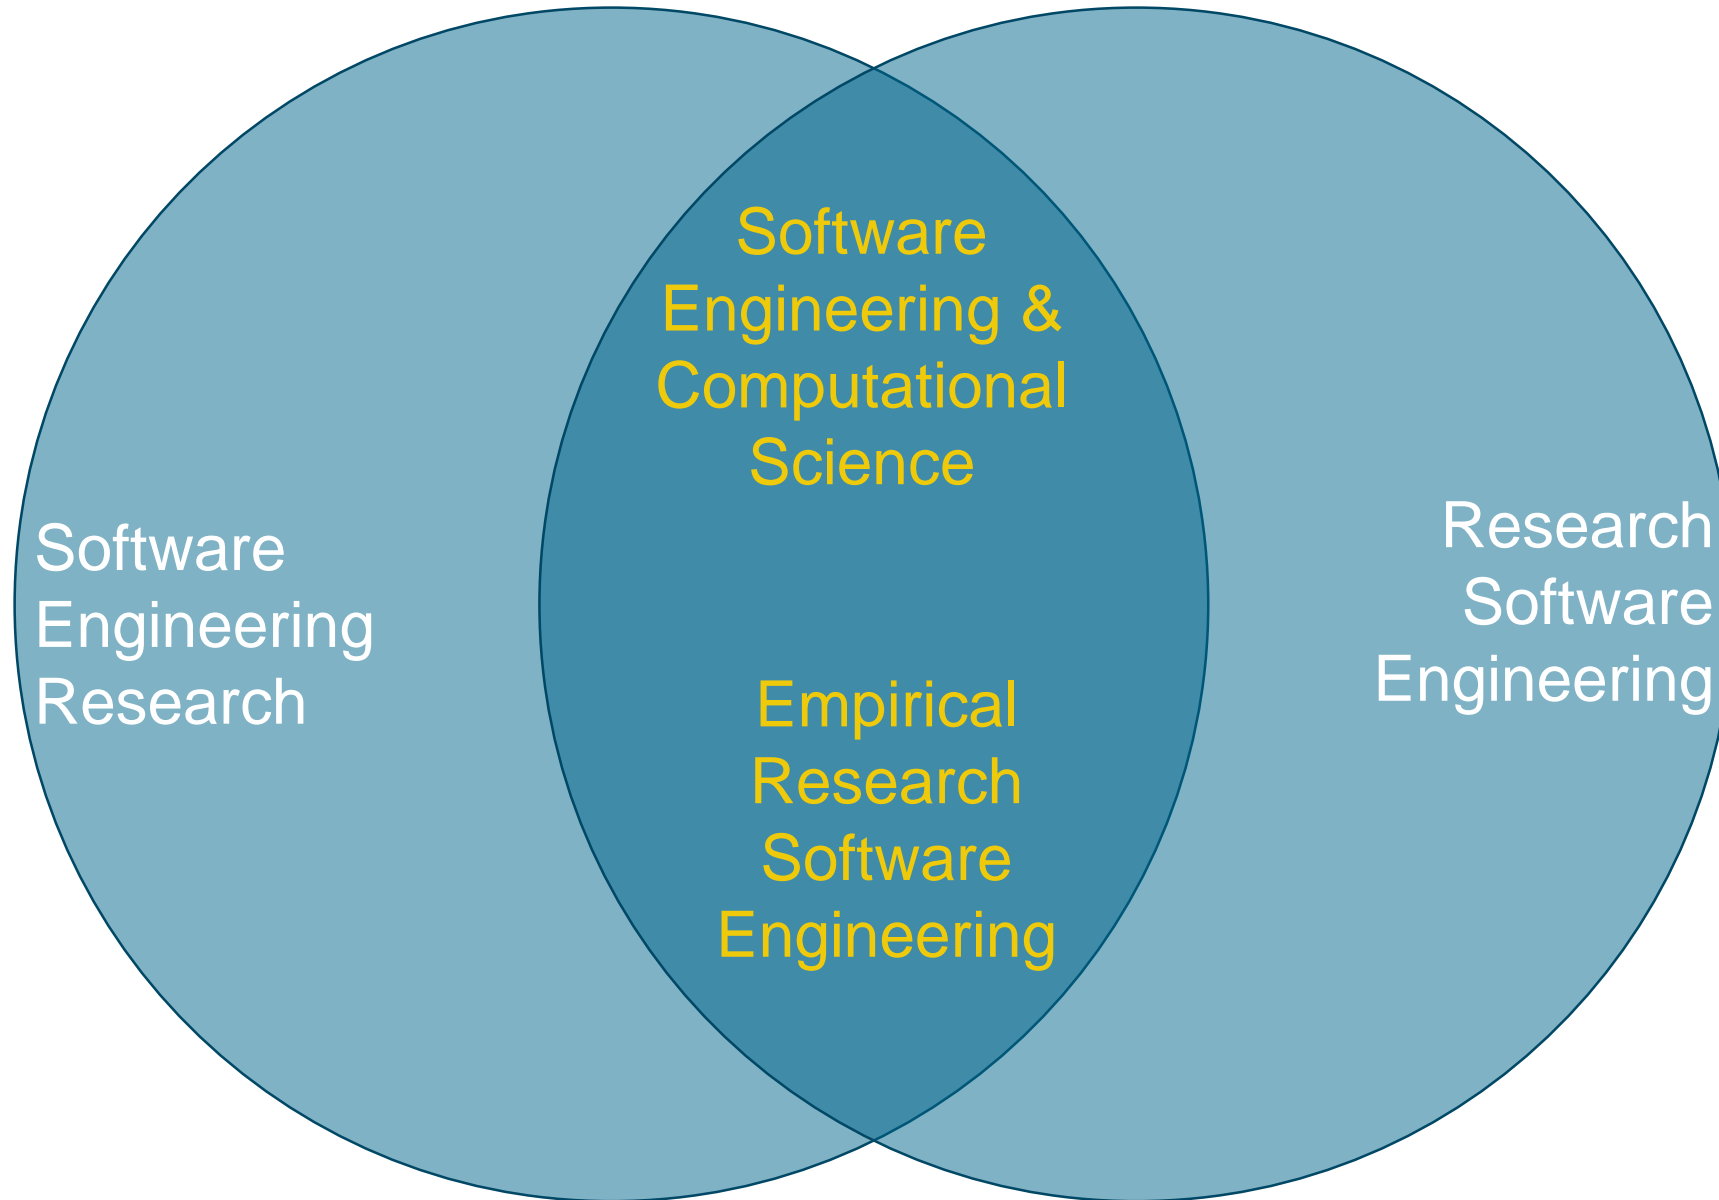 Software
Engineering
Research
Software
Engineering &
Computational
Science
Empirical
Research
Software
Engineering
Research
Software
Engineering